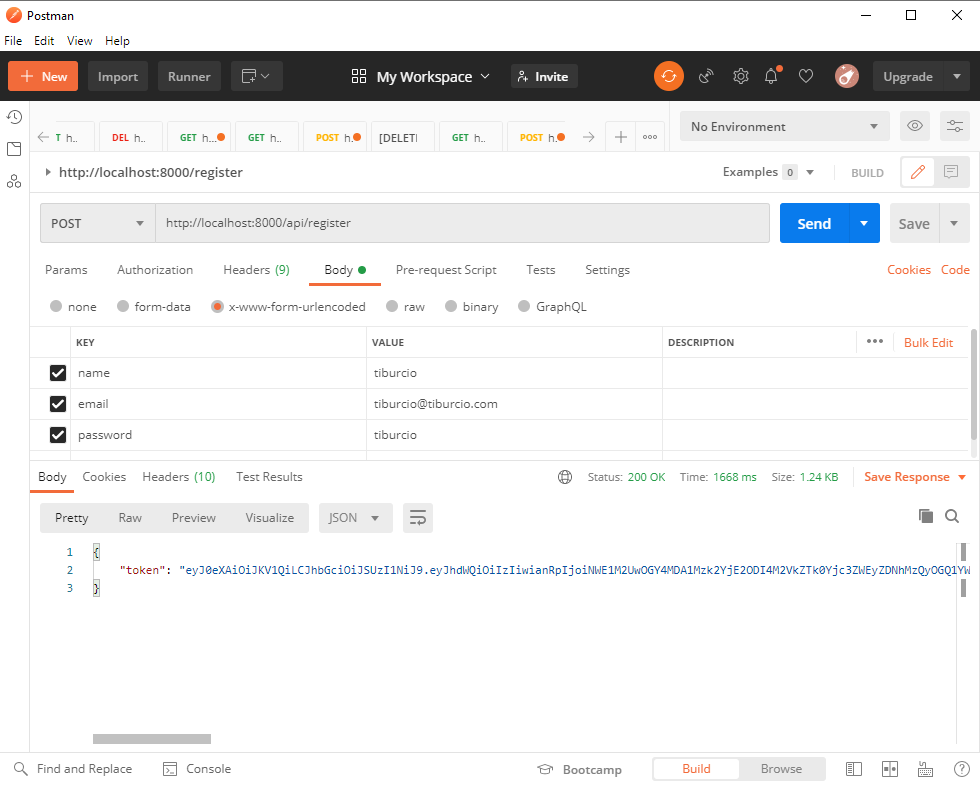 Postman
File Edit View Help
New Import Runner My Workspace Invite Upgrade
T h.. DEL h.. GET h... GET h.. POST h. [DELETI GET h.. POST h. No Environment
http://localhost:8000/register Examples 0 BUILD
POST http://localhost:8000/api/register Send Save
Params Authorization Headers (9) Body Pre-request Script Tests Settings Cookies Code
none form-data x-www-form-urlencoded raw binary GraphQL
KEY VALUE DESCRIPTION Bulk Edit
name tiburcio
email tiburcio@tiburcio.com
password tiburcio
Body Cookies Headers (10) Test Results Status: 200 OK Time: 1668 ms Size: 1.24 KB Save Response
Pretty Raw Preview Visualize JSON
1 {
2 "token": "eyJ0eXAiOiJKV1QiLCJhbGciOiJSUzI1NiJ9.eyJhdWQiOiIzIiwianRpIjoiNWE1M2UwOGY4MDA1Mzk2YjE2ODI4M2VkZTk0Yjc3ZWEyZDNhMzQyOGQ1YW
3 }
Find and Replace Console Bootcamp Build Browse